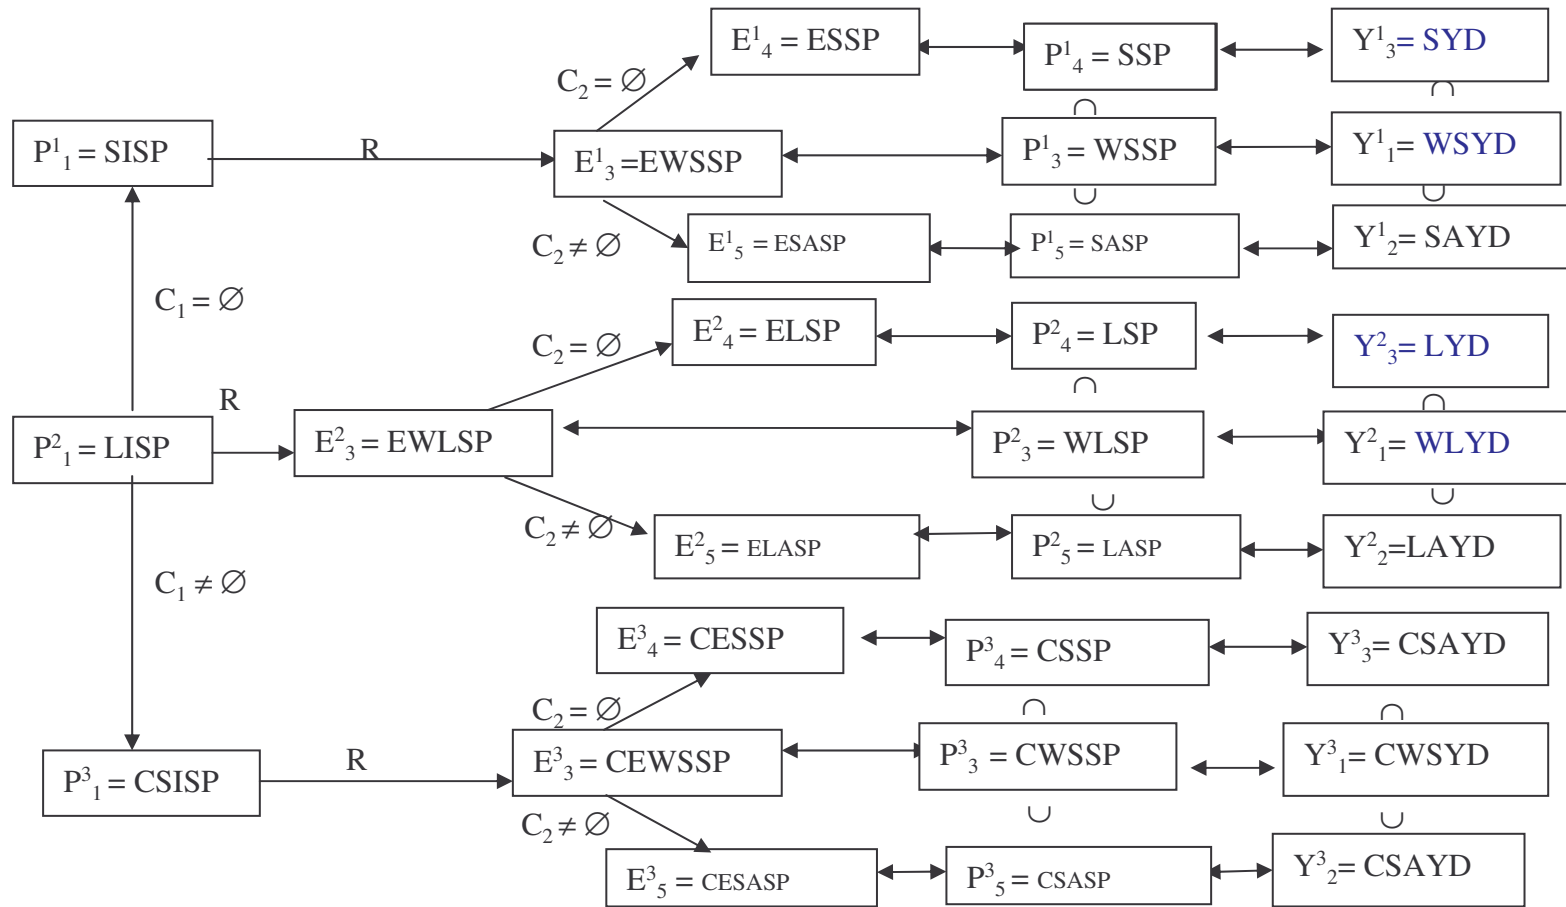 E¹₄ = ESSP
P¹₄ = SSP
Y¹₃= SYD
C₂ = ∅
∩
∩
P¹₁ = SISP
R
E¹₃ =EWSSP
P¹₃ = WSSP
Y¹₁= WSYD
∪
∪
C₂ ≠ ∅
E¹₅ = ESASP
P¹₅ = SASP
Y¹₂= SAYD
C₁ = ∅
E²₄ = ELSP
P²₄ = LSP
Y²₃= LYD
C₂ = ∅
∩
∩
R
P²₁ = LISP
E²₃ = EWLSP
P²₃ = WLSP
Y²₁= WLYD
∪
∪
C₂ ≠ ∅
E²₅ = ELASP
P²₅ = LASP
Y²₂=LAYD
C₁ ≠ ∅
E³₄ = CESSP
P³₄ = CSSP
Y³₃= CSAYD
C₂ = ∅
∩
∩
P³₁ = CSISP
R
E³₃ = CEWSSP
P³₃ = CWSSP
Y³₁= CWSYD
∪
∪
C₂ ≠ ∅
E³₅ = CESASP
P³₅ = CSASP
Y³₂= CSAYD